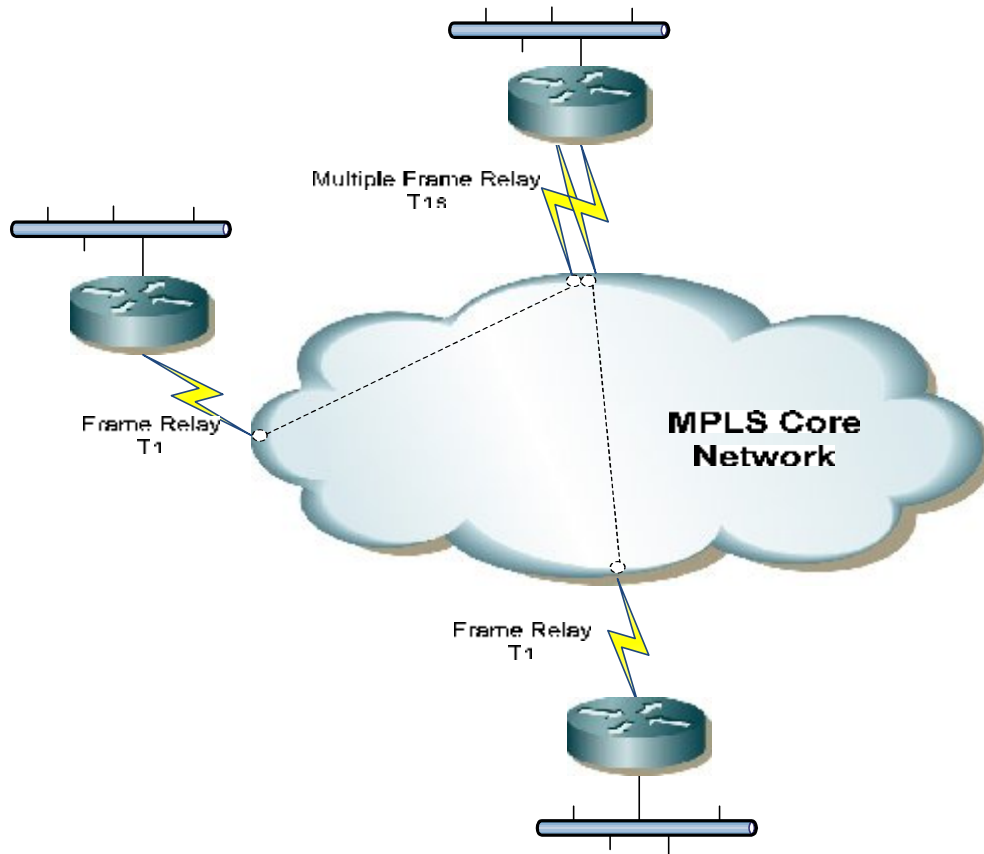 Multiple Frame Relay
T1s
Frame Relay
T1
MPLS Core
Network
Frame Relay
T1